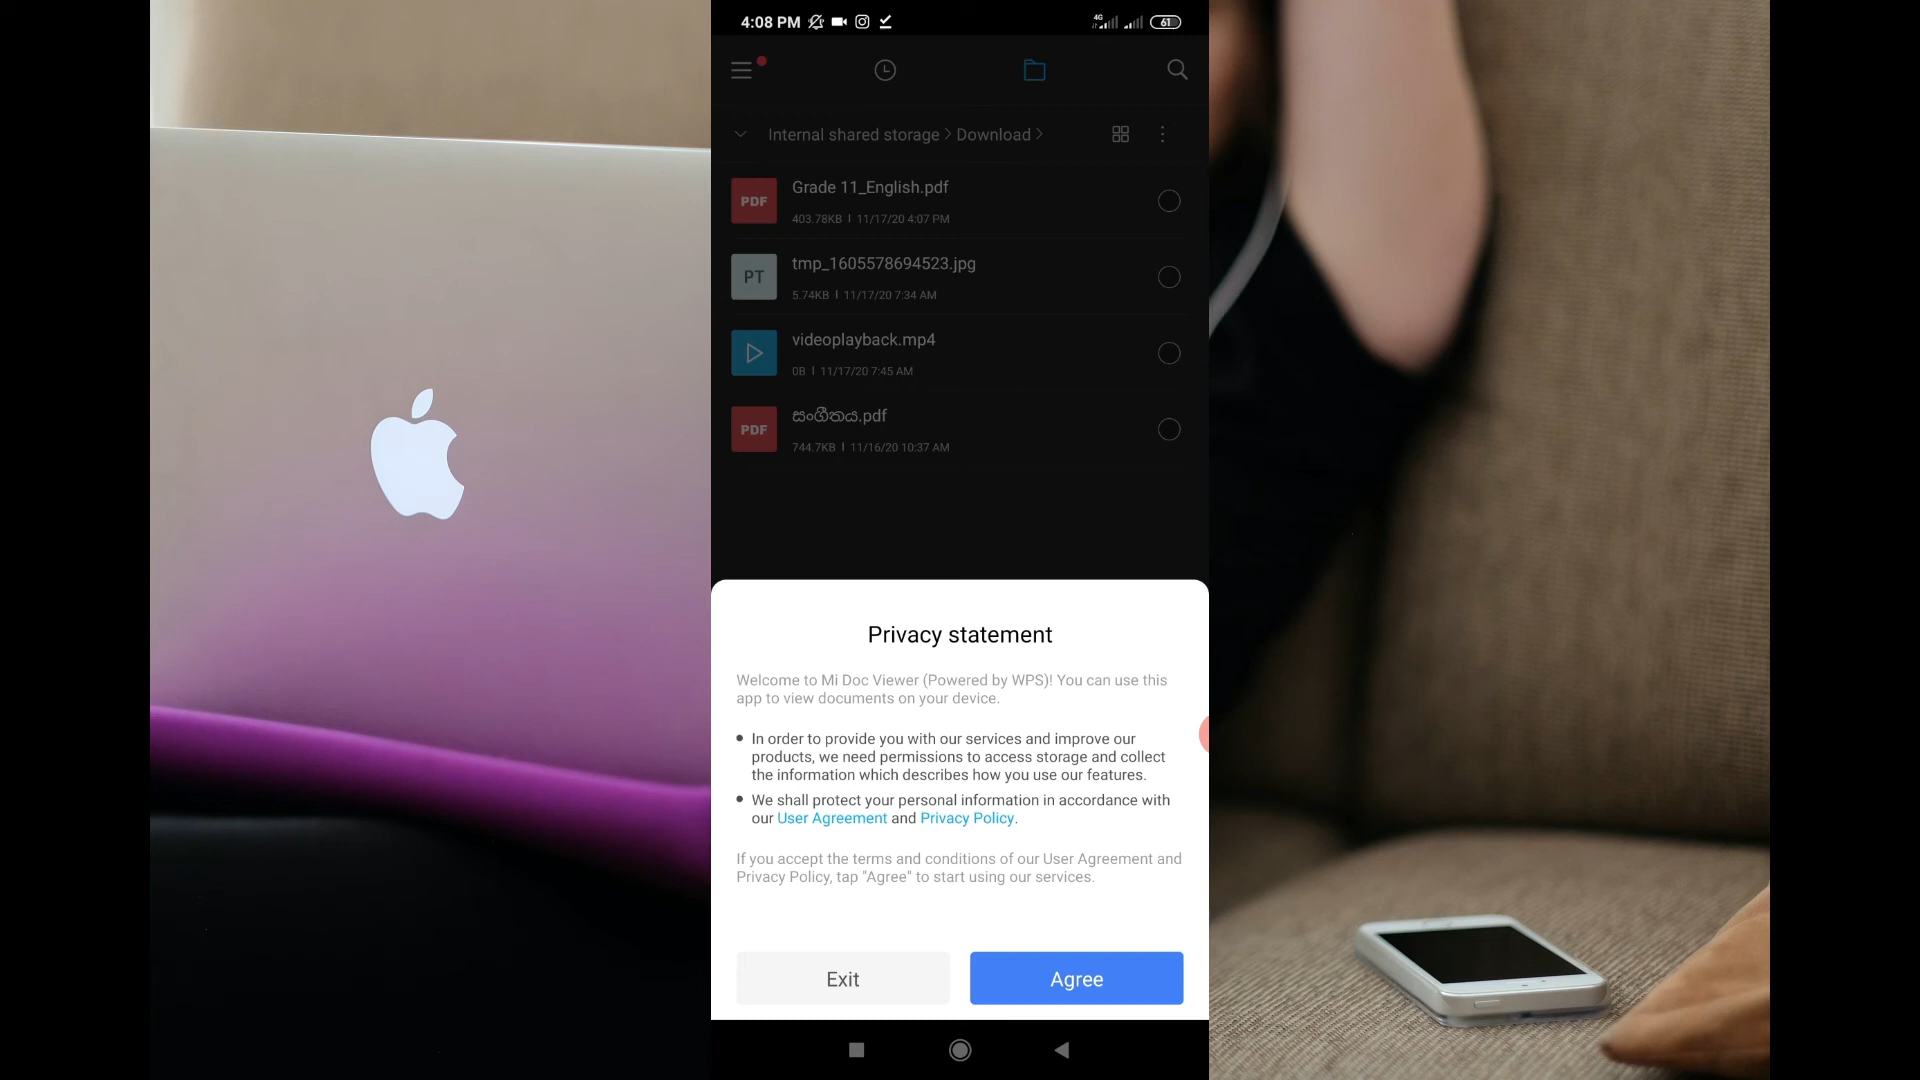 4:08 PM
4G
61
Internal shared storage > Download >
PDF
Grade 11_English.pdf
403.78KB | 11/17/20 4:07 PM
PT
tmp_1605578694523.jpg
5.74KB | 11/17/20 7:34 AM
videoplayback.mp4
0B | 11/17/20 7:45 AM
PDF
සංගීතය.pdf
744.7KB | 11/16/20 10:37 AM
Privacy statement
Welcome to Mi Doc Viewer (Powered by WPS)! You can use this
app to view documents on your device.
• In order to provide you with our services and improve our
products, we need permissions to access storage and collect
the information which describes how you use our features.
• We shall protect your personal information in accordance with
our User Agreement and Privacy Policy.
If you accept the terms and conditions of our User Agreement and
Privacy Policy, tap "Agree" to start using our services.
Exit
Agree